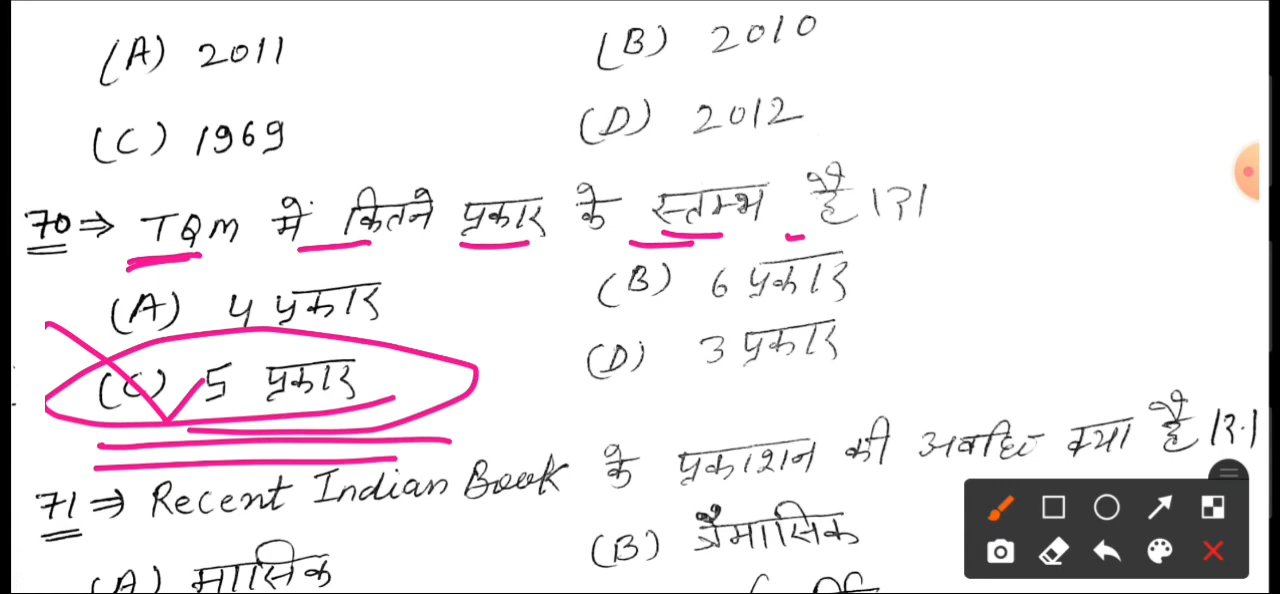 (A) 2011 (B) 2010
(C) 1969 (D) 2012
70⇒ TQM में कितने प्रकार के स्तम्भ है।?।
(A) 4 प्रकार (B) 6 प्रकार
(C) 5 प्रकार (D) 3 प्रकार
71⇒ Recent Indian Book के प्रकाशन की अवधि क्या है।?।
(A) मासिक (B) त्रैमासिक